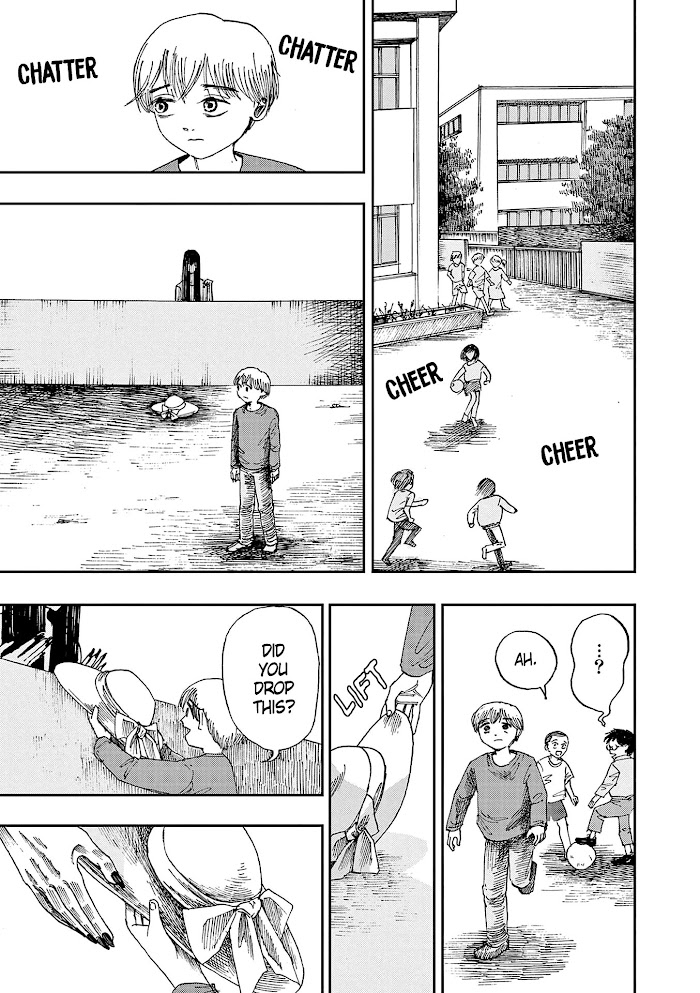 CHEER
CHEER
CHATTER
CHATTER
...?
AH.
LIFT
DID
YOU
DROP
THIS?